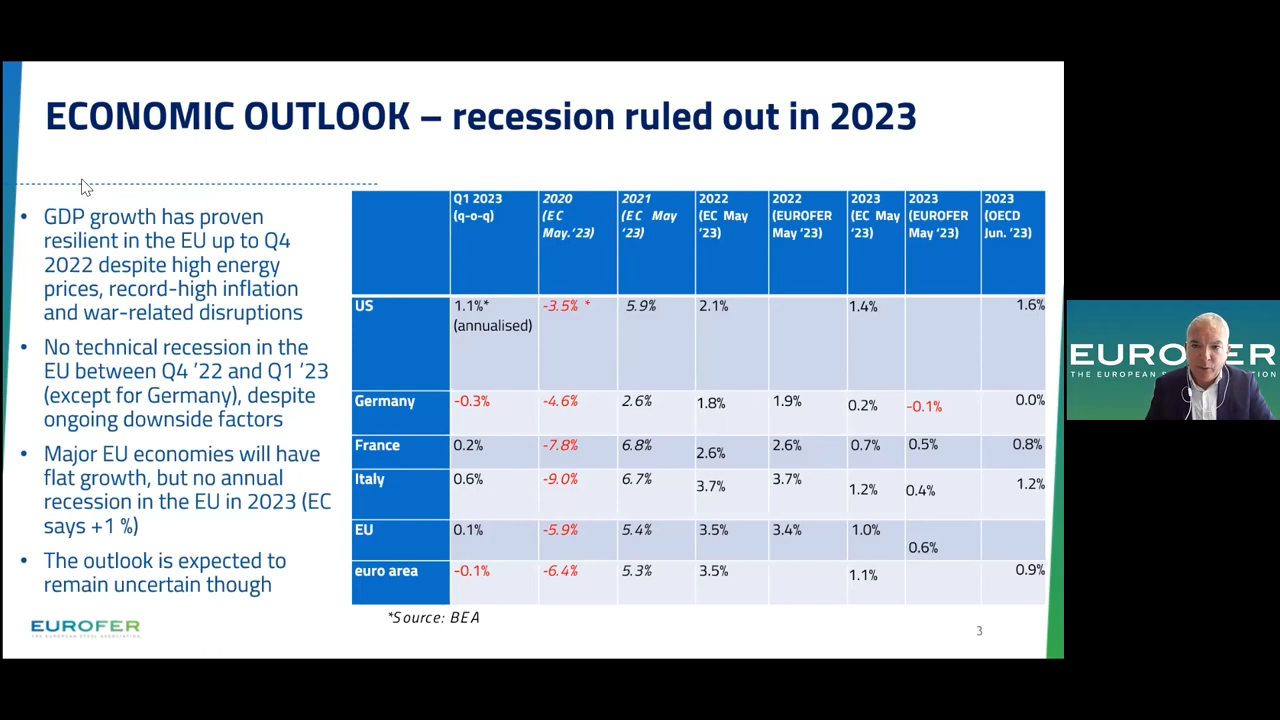 ECONOMIC OUTLOOK – recession ruled out in 2023
• GDP growth has proven
resilient in the EU up to Q4
2022 despite high energy
prices, record-high inflation
and war-related disruptions
• No technical recession in the
EU between Q4 ’22 and Q1 ’23
(except for Germany), despite
ongoing downside factors
• Major EU economies will have
flat growth, but no annual
recession in the EU in 2023 (EC
says +1 %)
• The outlook is expected to
remain uncertain though
Q1 2023 2020 2021 2022 2022 2023 2023 2023
(q-o-q) (EC (EC May (EC May (EUROFER (EC May (EUROFER (OECD
May.‘23) ‘23) ‘23) May ‘23) ‘23) May ‘23) Jun. ‘23)
US 1.1%* -3.5% * 5.9% 2.1% 1.4% 1.6%
(annualised)
Germany -0.3% -4.6% 2.6% 1.8% 1.9% 0.2% -0.1% 0.0%
France 0.2% -7.8% 6.8% 2.6% 2.6% 0.7% 0.5% 0.8%
Italy 0.6% -9.0% 6.7% 3.7% 3.7% 1.2% 0.4% 1.2%
EU 0.1% -5.9% 5.4% 3.5% 3.4% 1.0% 0.6%
euro area -0.1% -6.4% 5.3% 3.5% 1.1% 0.9%
*Source: BEA
EUROFER
THE EUROPEAN STEEL ASSOCIATION
3
EUROFER
THE EUROPEAN